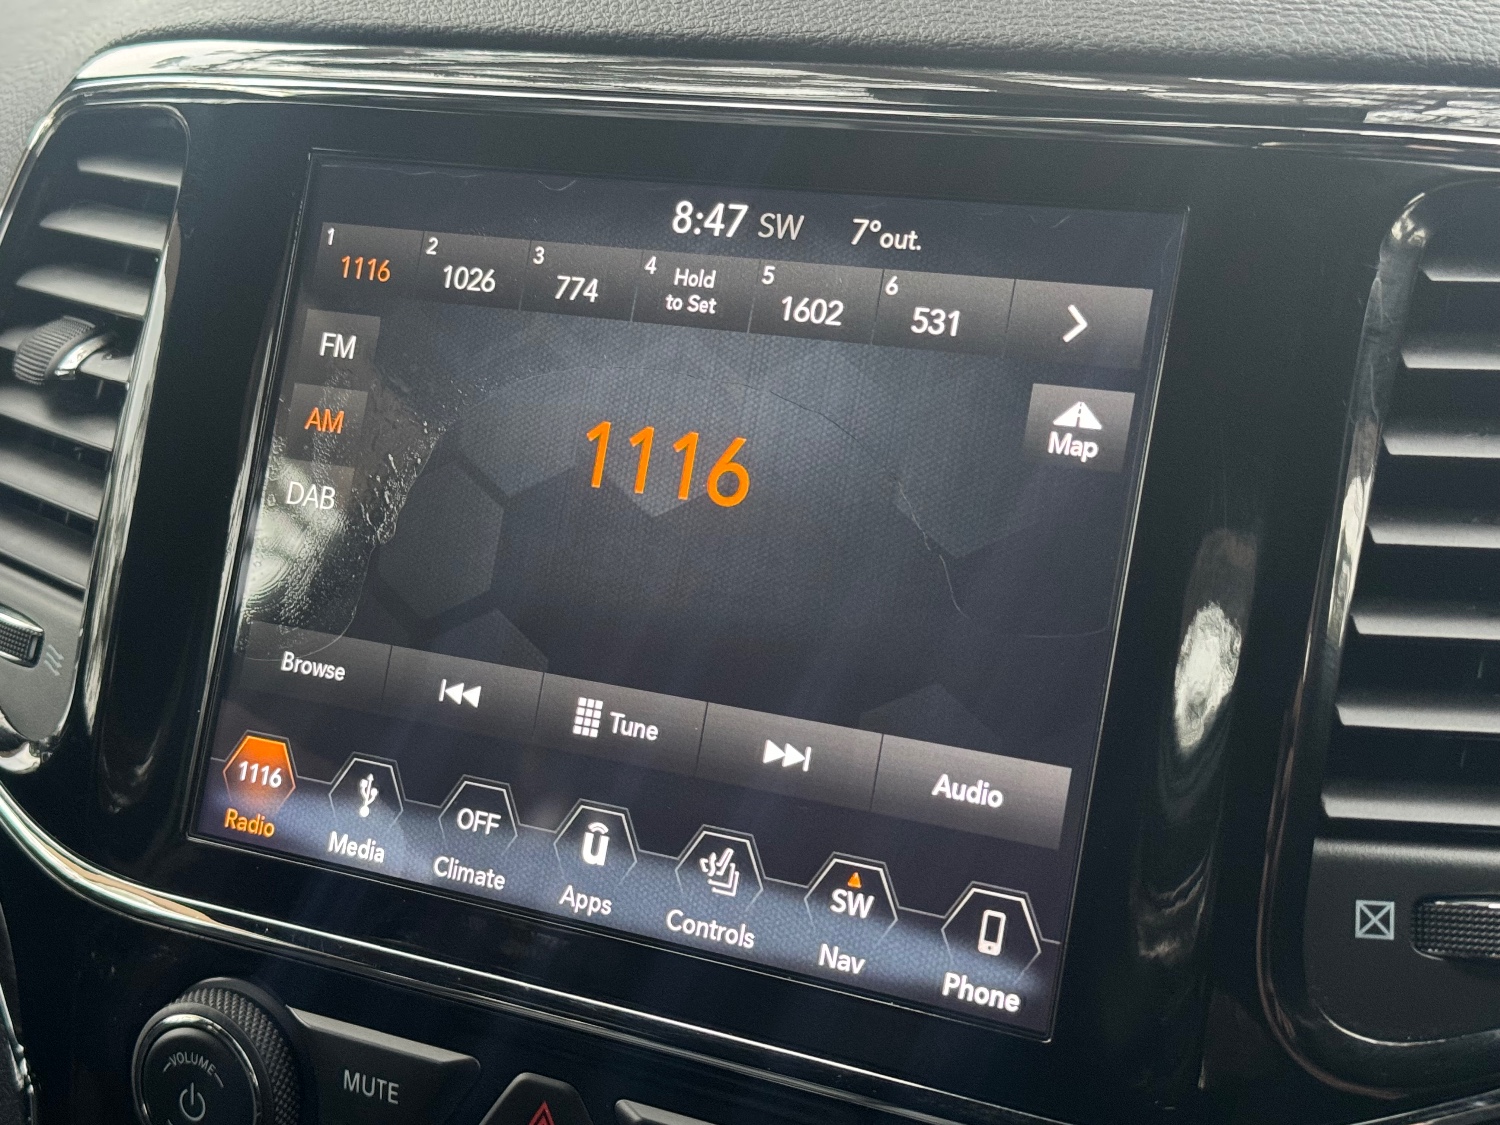 8:47 SW 7°out.
1 1116
2 1026
3 774
4 Hold
to Set
5 1602
6 531
FM
AM
DAB
1116
Map
Browse
Tune
Audio
1116
Radio
Media
OFF
Climate
u
Apps
Controls
SW
Nav
Phone
VOLUME
MUTE